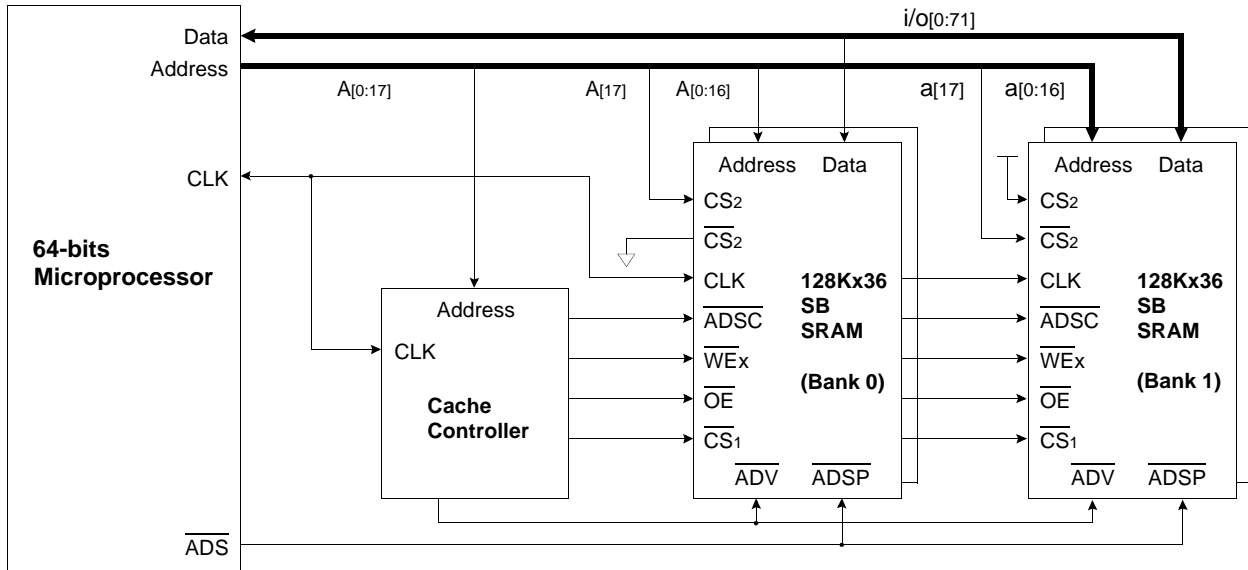 i/o[0:71]
Data
Address
A[0:17]
A[17]
A[0:16]
a[17]
a[0:16]
CLK
64-bits
Microprocessor
ADS
Address
CLK
Cache
Controller
Address Data
CS2
CS2
CLK
ADSC
WEx
OE
CS1
ADV ADSP
128Kx36
SB
SRAM
(Bank 0)
Address Data
CS2
CS2
CLK
ADSC
WEx
OE
CS1
ADV ADSP
128Kx36
SB
SRAM
(Bank 1)